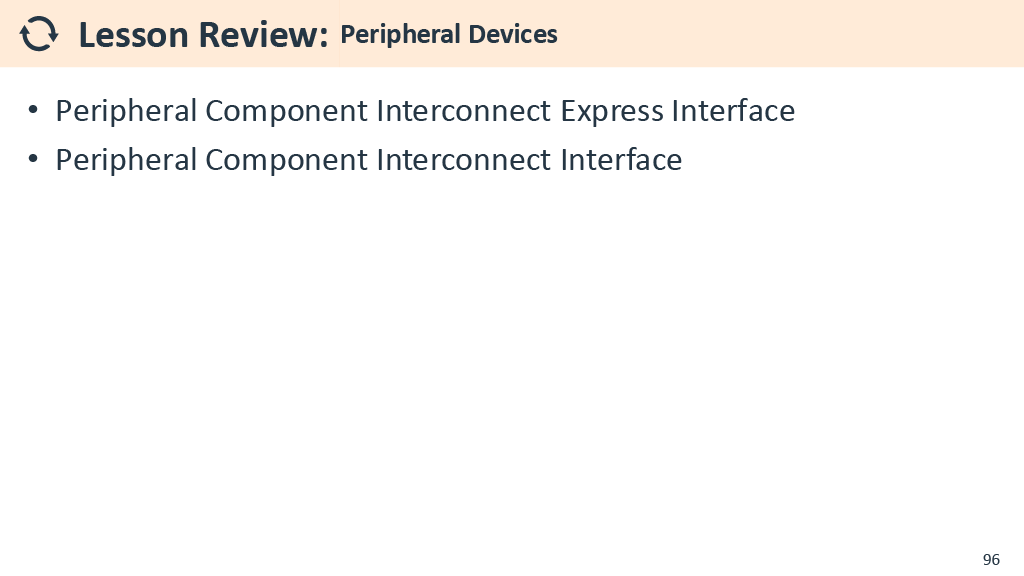 Lesson Review: Peripheral Devices
• Peripheral Component Interconnect Express Interface
• Peripheral Component Interconnect Interface
96